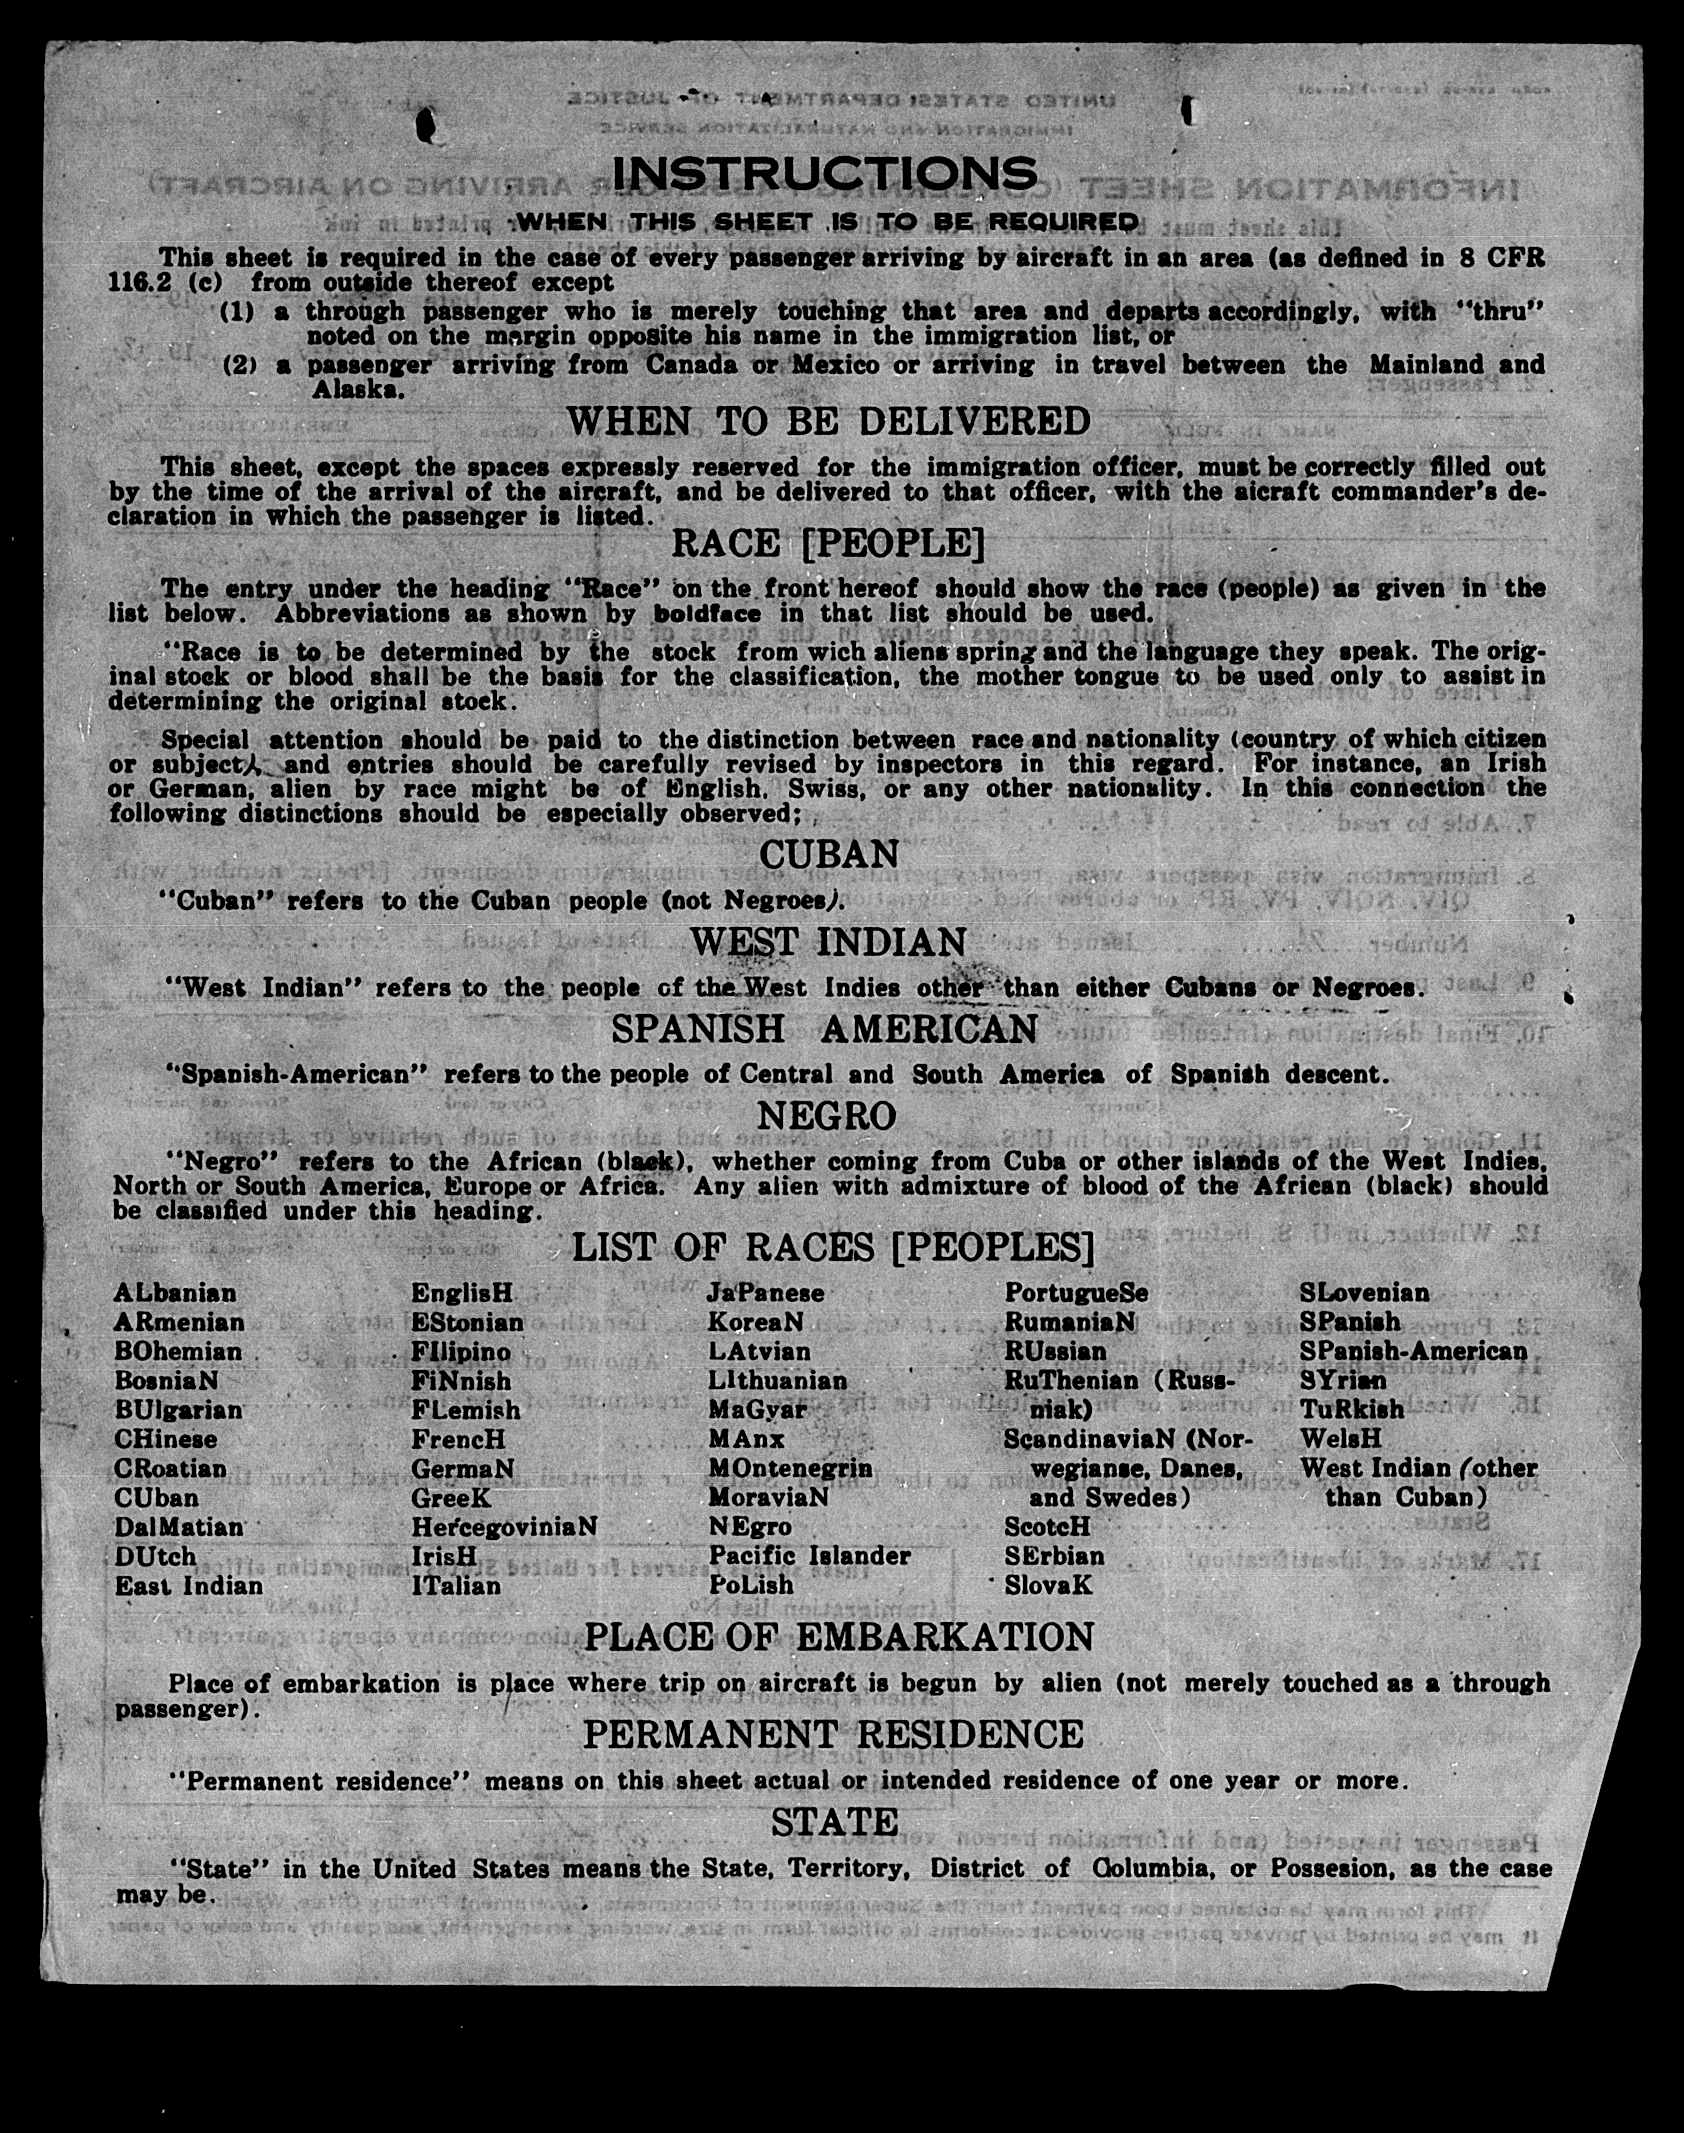 INSTRUCTIONS
WHEN THIS SHEET IS TO BE REQUIRED
This sheet is required in the case of every passenger arriving by aircraft in an area (as defined in 8 CFR
116.2 (c) from outside thereof except
(1) a through passenger who is merely touching that area and departs accordingly, with "thru"
noted on the margin opposite his name in the immigration list, or
(2) a passenger arriving from Canada or Mexico or arriving in travel between the Mainland and
Alaska.
WHEN TO BE DELIVERED
This sheet, except the spaces expressly reserved for the immigration officer, must be correctly filled out
by the time of the arrival of the aircraft, and be delivered to that officer, with the aicraft commander's de-
claration in which the passenger is listed.
RACE [PEOPLE]
The entry under the heading "Race" on the front hereof should show the race (people) as given in the
list below. Abbreviations as shown by boldface in that list should be used.
"Race is to be determined by the stock from wich aliens spring and the language they speak. The orig-
inal stock or blood shall be the basis for the classification, the mother tongue to be used only to assist in
determining the original stock.
Special attention should be paid to the distinction between race and nationality (country of which citizen
or subject), and entries should be carefully revised by inspectors in this regard. For instance, an Irish
or German, alien by race might be of English, Swiss, or any other nationality. In this connection the
following distinctions should be especially observed;
CUBAN
"Cuban" refers to the Cuban people (not Negroes).
WEST INDIAN
"West Indian" refers to the people of the West Indies other than either Cubans or Negroes.
SPANISH AMERICAN
"Spanish-American" refers to the people of Central and South America of Spanish descent.
NEGRO
"Negro" refers to the African (black), whether coming from Cuba or other islands of the West Indies,
North or South America, Europe or Africa. Any alien with admixture of blood of the African (black) should
be classified under this heading.
LIST OF RACES [PEOPLES]
ALbanian
ARmenian
BOhemian
BosniaN
BUlgarian
CHinese
CRoatian
CUban
DalMatian
DUtch
East Indian
EnglisH
EStonian
FIlipino
FiNnish
FLemish
FrencH
GermaN
GreeK
HercegoviniaN
IrisH
ITalian
JaPanese
KoreaN
LAtvian
LIthuanian
MaGyar
MAnx
MOntenegrin
MoraviaN
NEgro
Pacific Islander
PoLish
PortugueSe
RumaniaN
RUssian
RuThenian (Russ-
niak)
ScandinaviaN (Nor-
wegianse, Danes,
and Swedes)
ScotcH
SErbian
SlovaK
SLovenian
SPanish
SPanish-American
SYrian
TuRkish
WelsH
West Indian (other
than Cuban)
PLACE OF EMBARKATION
Place of embarkation is place where trip on aircraft is begun by alien (not merely touched as a through
passenger).
PERMANENT RESIDENCE
"Permanent residence" means on this sheet actual or intended residence of one year or more.
STATE
"State" in the United States means the State, Territory, District of Columbia, or Possesion, as the case
may be.